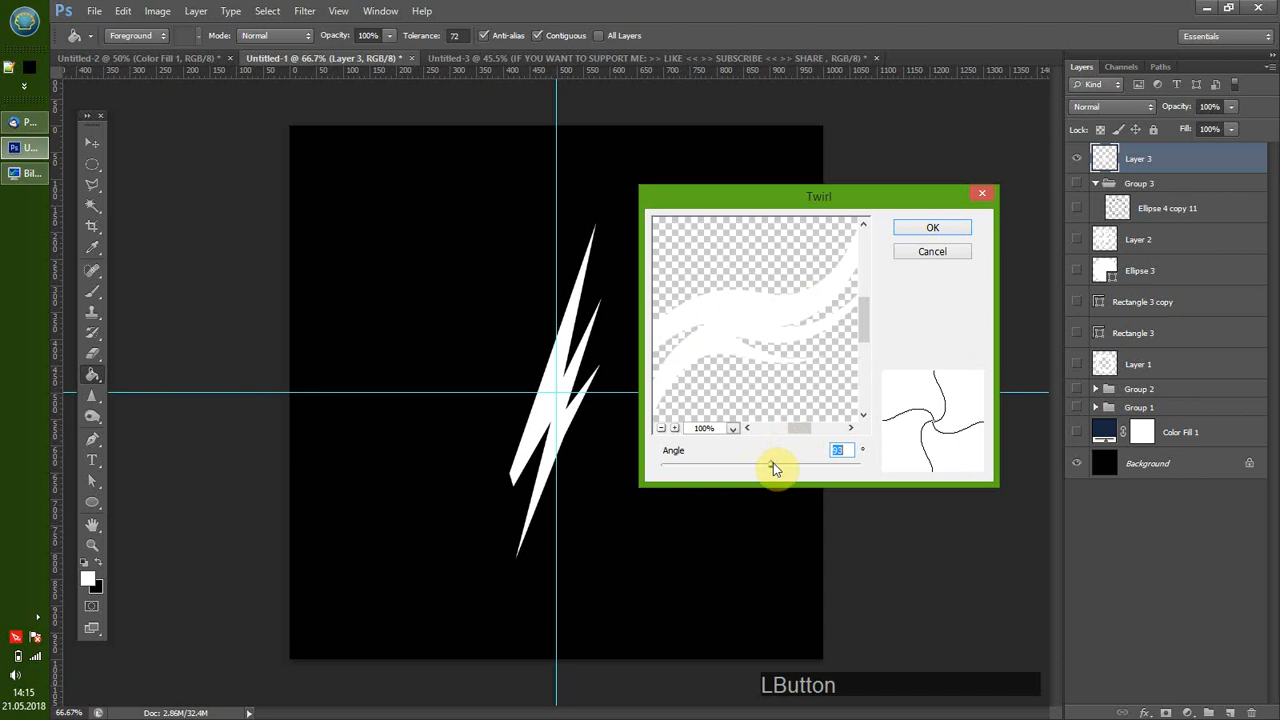 Ps File Edit Image Layer Type Select Filter View Window Help
Foreground Mode: Normal Opacity: 100% Tolerance: 72 Anti-alias Contiguous All Layers Essentials
Untitled-2 @ 50% (Color Fill 1, RGB/8) * × Untitled-1 @ 66.7% (Layer 3, RGB/8) * × Untitled-3 @ 45.5% (IF YOU WANT TO SUPPORT ME: >> LIKE << >> SUBSCRIBE << >> SHARE , RGB/8) * ×
Layers Channels Paths
Kind
Normal Opacity: 100%
Lock: Fill: 100%
Layer 3
Group 3
Ellipse 4 copy 11
Layer 2
Ellipse 3
Rectangle 3 copy
Rectangle 3
Layer 1
Group 2
Group 1
Color Fill 1
Background
Twirl
OK
Cancel
100%
Angle 93 °
P...
U...
Bil...
LButton
14:15
21.05.2018
66.67% Doc: 2.86M/32.4M